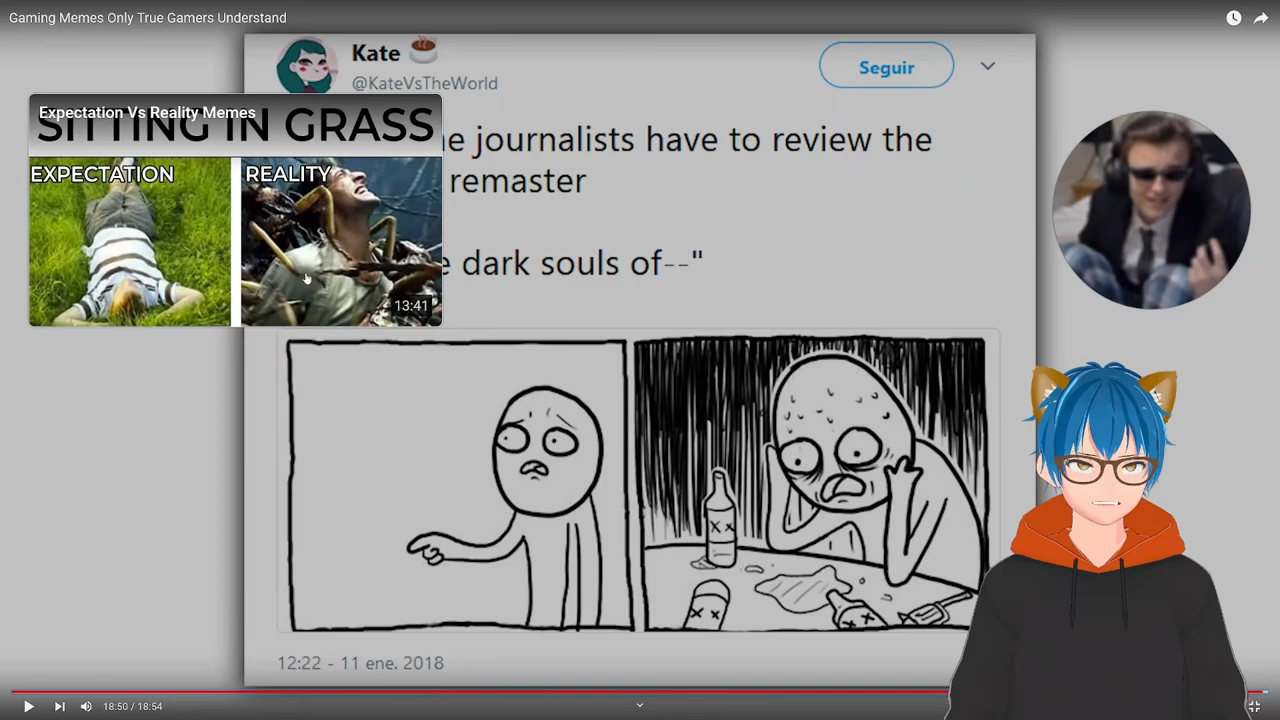 Gaming Memes Only True Gamers Understand
Kate
@KateVsTheWorld
Seguir
Expectation Vs Reality Memes
SITTING IN GRASS
EXPECTATION
REALITY
13:41
journalists have to review the
remaster
dark souls of--"
12:22 - 11 ene. 2018
18:50 / 18:54